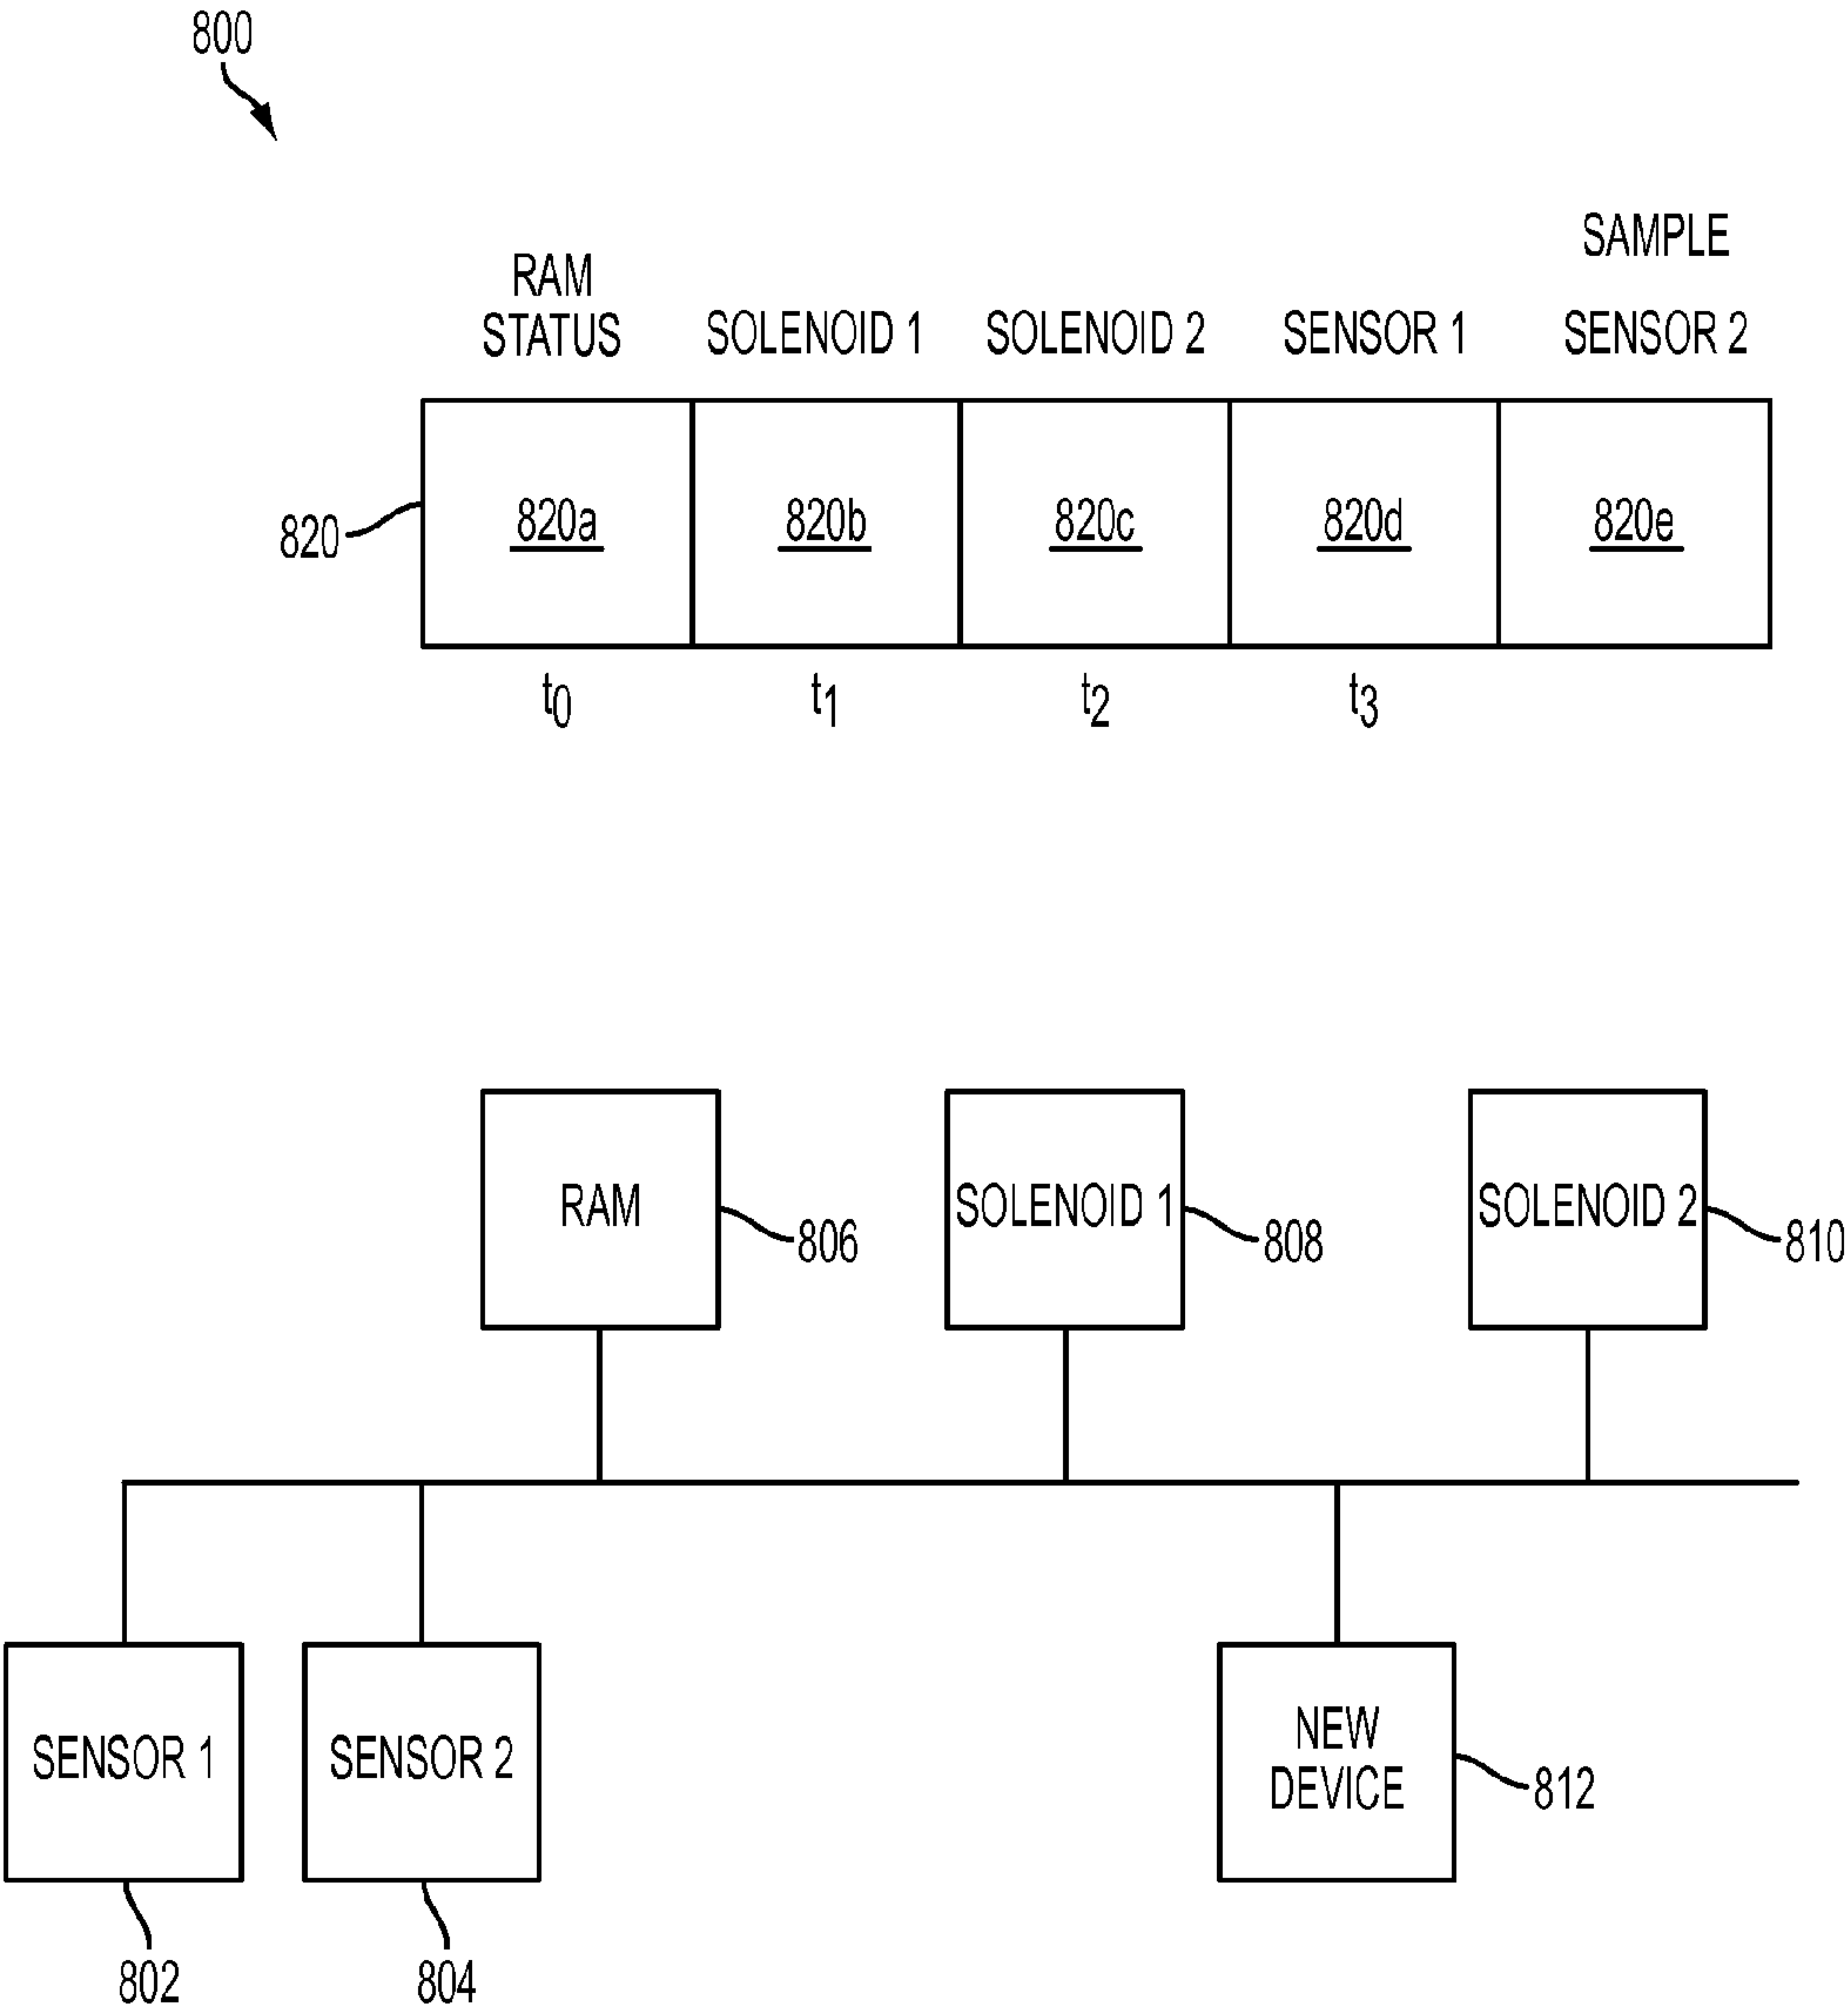 800
SAMPLE
RAM
STATUS
SOLENOID 1
SOLENOID 2
SENSOR 1
SENSOR 2
820
820a
820b
820c
820d
820e
t0
t1
t2
t3
RAM
806
SOLENOID 1
808
SOLENOID 2
810
SENSOR 1
802
SENSOR 2
804
NEW
DEVICE
812